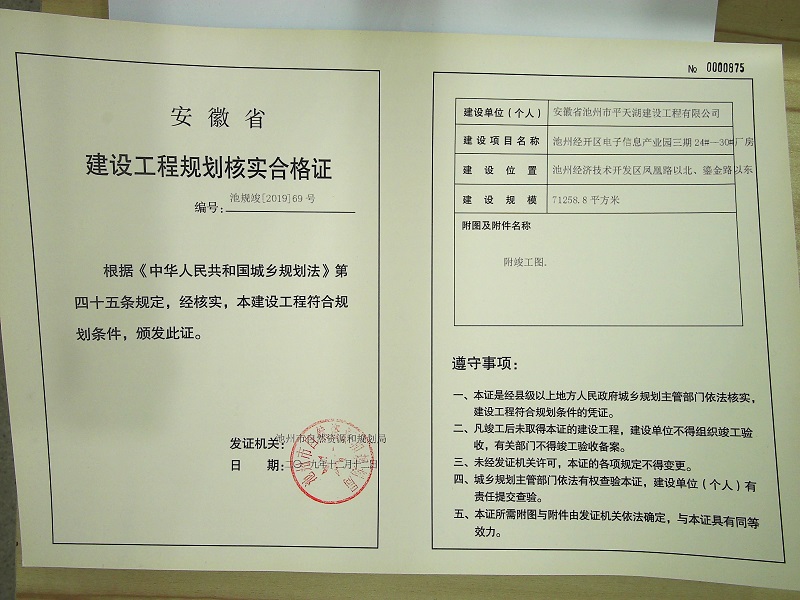 安徽省
建设工程规划核实合格证
编号：池规竣[2019]69号
根据《中华人民共和国城乡规划法》第
四十五条规定，经核实，本建设工程符合规
划条件，颁发此证。
发证机关：池州市自然资源和规划局
日 期：二〇一九年十二月十二日
№ 0000875
建设单位（个人） 安徽省池州市平天湖建设工程有限公司
建设项目名称 池州经开区电子信息产业园三期24#—30#厂房
建设位置 池州经济技术开发区凤凰路以北、鎏金路以东
建设规模 71258.8平方米
附图及附件名称
附竣工图.
遵守事项：
一、本证是经县级以上地方人民政府城乡规划主管部门依法核实，
建设工程符合规划条件的凭证。
二、凡竣工后未取得本证的建设工程，建设单位不得组织竣工验
收，有关部门不得竣工验收备案。
三、未经发证机关许可，本证的各项规定不得变更。
四、城乡规划主管部门依法有权查验本证，建设单位（个人）有
责任提交查验。
五、本证所需附图与附件由发证机关依法确定，与本证具有同等
效力。